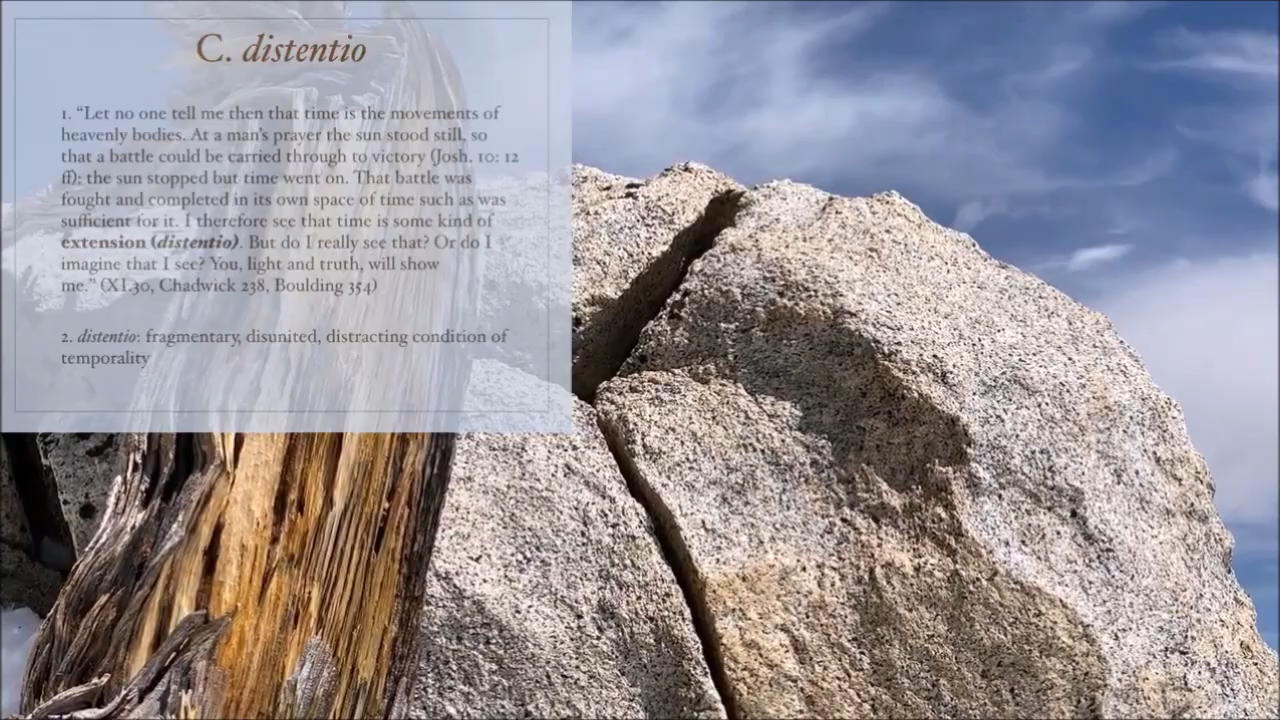 C. distentio
1. “Let no one tell me then that time is the movements of
heavenly bodies. At a man’s prayer the sun stood still, so
that a battle could be carried through to victory (Josh. 10: 12
ff): the sun stopped but time went on. That battle was
fought and completed in its own space of time such as was
sufficient for it. I therefore see that time is some kind of
extension (distentio). But do I really see that? Or do I
imagine that I see? You, light and truth, will show
me.” (XI.30, Chadwick 238, Boulding 354)
2. distentio: fragmentary, disunited, distracting condition of
temporality